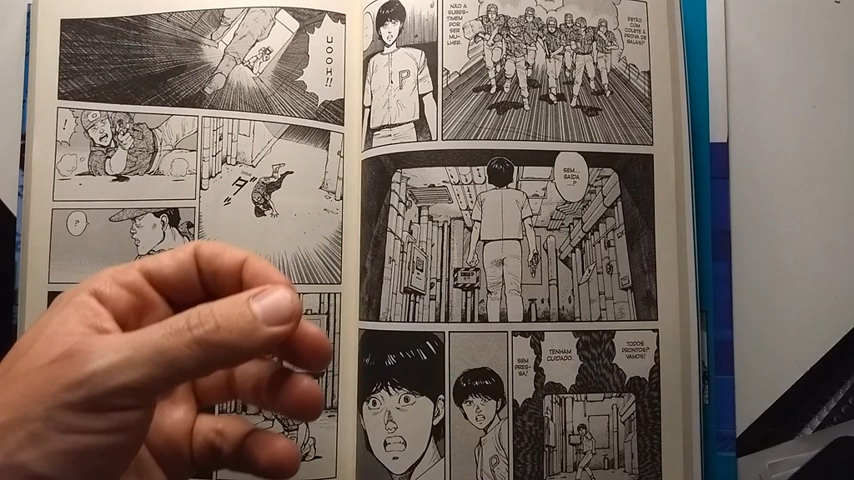 UOOH!!
!
?
NÃO A
SUBES-
TIMEM
POR
SER
MU-
LHER.
ESTÃO
COM
COLETE À
PROVA DE
BALAS?
P
SEM...
SAÍDA
...?
SEM
PRES-
SA!
TENHAM
CUIDADO.
TODOS
PRONTOS?
VAMOS!
P